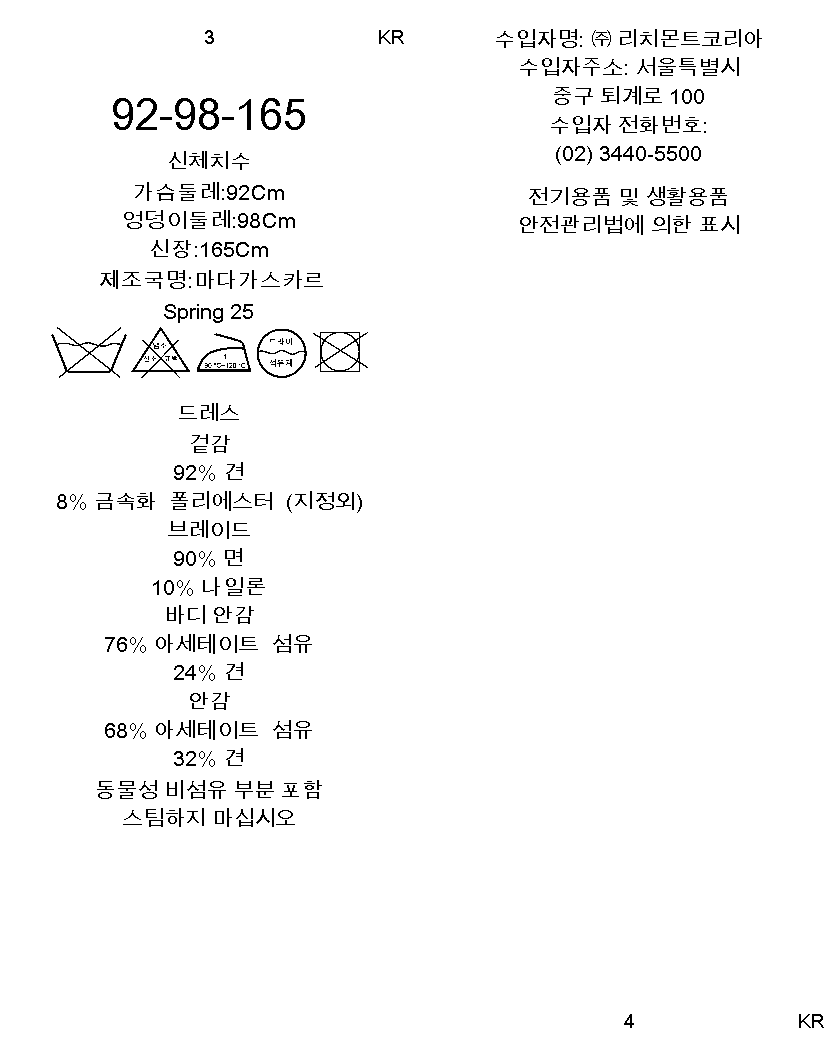 3
KR
92-98-165
신체치수
가슴둘레:92Cm
엉덩이둘레:98Cm
신장:165Cm
제조국명:마다가스카르
Spring 25
염소
산소 표백
1
90 °C~120 °C
드라이
석유계
드레스
겉감
92% 견
8% 금속화 폴리에스터 (지정외)
브레이드
90% 면
10% 나일론
바디 안감
76% 아세테이트 섬유
24% 견
안감
68% 아세테이트 섬유
32% 견
동물성 비섬유 부분 포함
스팀하지 마십시오
수입자명: ㈜ 리치몬트코리아
수입자주소: 서울특별시
중구 퇴계로 100
수입자 전화번호:
(02) 3440-5500
전기용품 및 생활용품
안전관리법에 의한 표시
4
KR